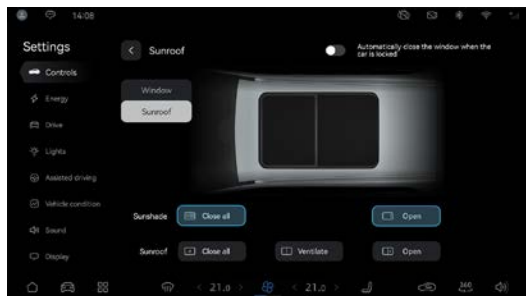 14:08
Settings
Sunroof
Automatically close the window when the
car is locked
Controls
Window
Sunroof
Energy
Drive
Lights
Assisted driving
Vehicle condition
Sound
Display
Sunshade
Close all
Open
Sunroof
Close all
Ventilate
Open
21.0
21.0
360